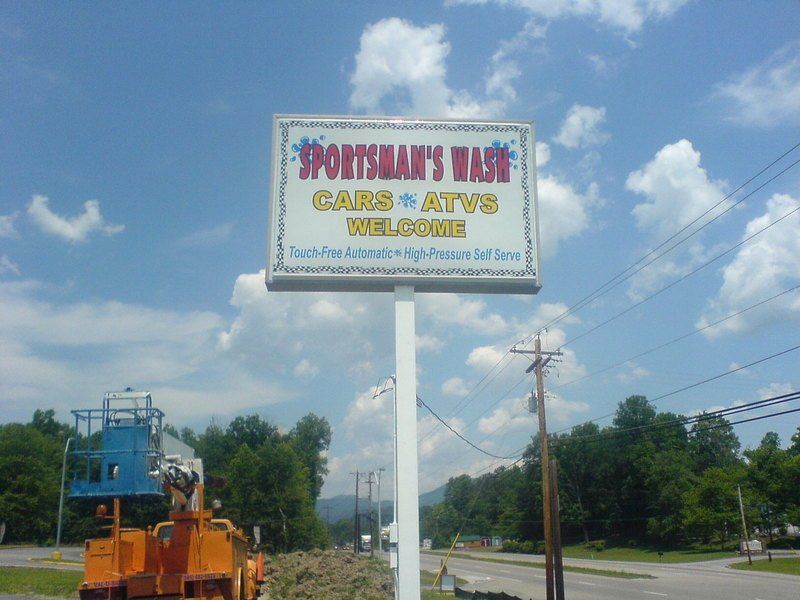 SPORTSMAN'S WASH
CARS ATVS
WELCOME
Touch-Free Automatic High-Pressure Self Serve